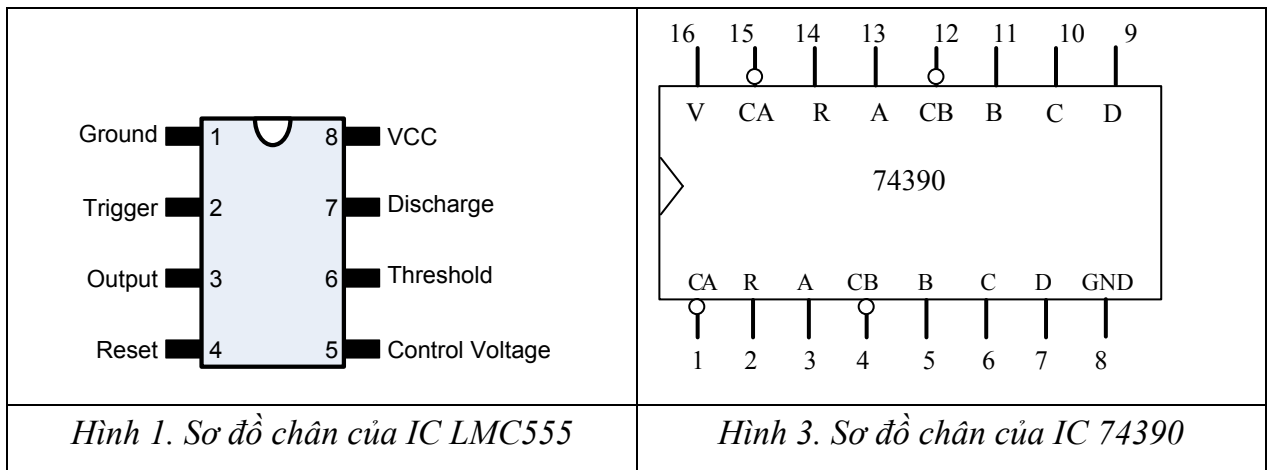 Ground 1 8 VCC
Trigger 2 7 Discharge
Output 3 6 Threshold
Reset 4 5 Control Voltage
16 15 14 13 12 11 10 9
V CA R A CB B C D
74390
CA R A CB B C D GND
1 2 3 4 5 6 7 8
Hình 1. Sơ đồ chân của IC LMC555
Hình 3. Sơ đồ chân của IC 74390